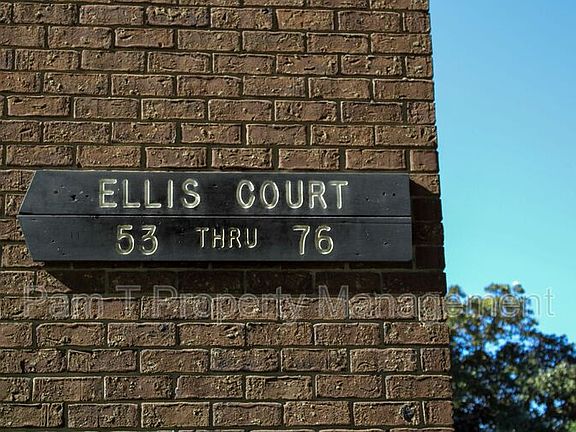 ELLIS COURT
53 THRU 76
Pam T Property Management